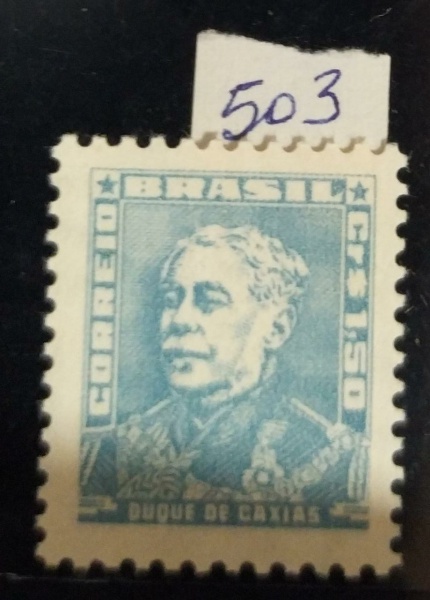 503
BRASIL
CORREIO
Cr$ 1,50
DUQUE DE CAXIAS